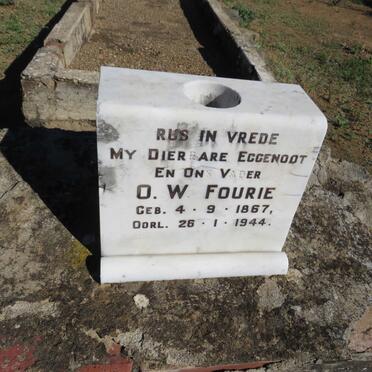 RUS IN VREDE
MY DIERBARE EGGENOOT
EN ONS VADER
O. W. FOURIE
GEB. 4 · 9 · 1867,
OORL. 26 · 1 · 1944.